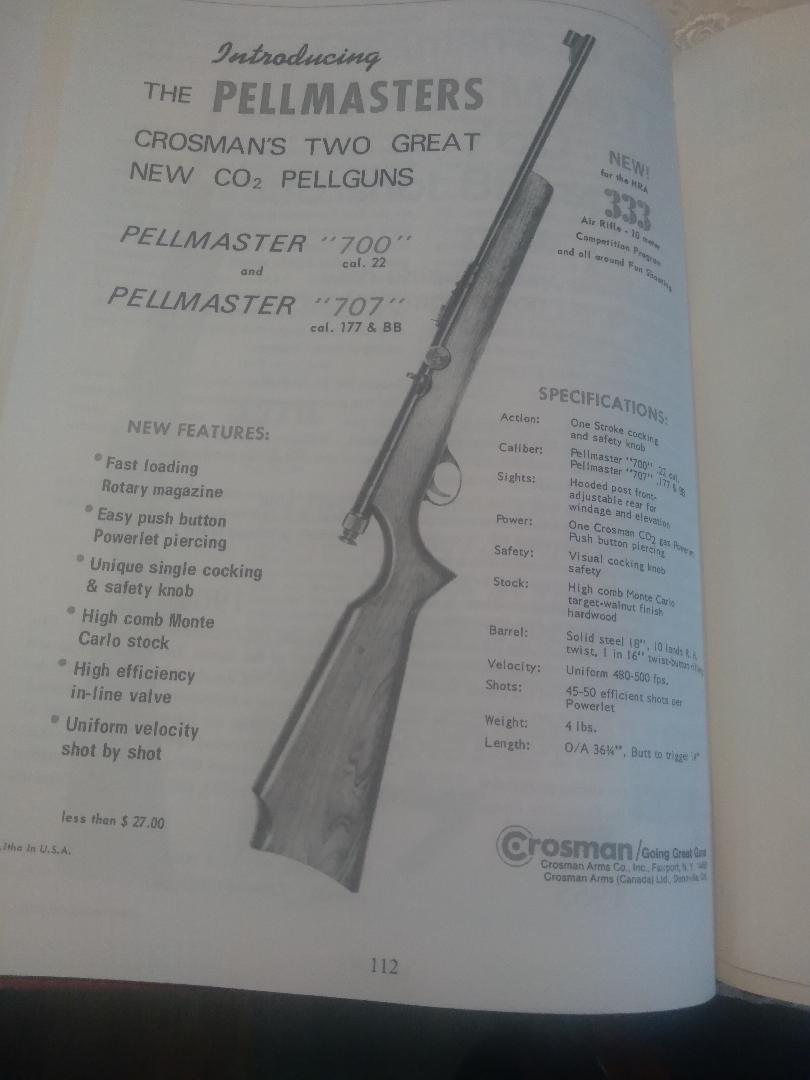 Introducing
THE PELLMASTERS
CROSMAN'S TWO GREAT
NEW CO₂ PELLGUNS
PELLMASTER "700"
cal. 22
and
PELLMASTER "707"
cal. 177 & BB
NEW!
for the NRA
333
Air Rifle - 10 meter
Competition Program
and all around Fun Shooting
NEW FEATURES:
• Fast loading
Rotary magazine
• Easy push button
Powerlet piercing
• Unique single cocking
& safety knob
• High comb Monte
Carlo stock
• High efficiency
in-line valve
• Uniform velocity
shot by shot
less than $ 27.00
Litho in U.S.A.
SPECIFICATIONS:
Action: One Stroke cocking
and safety knob
Caliber: Pellmaster "700" .22 cal.
Pellmaster "707" .177 & BB
Sights: Hooded post front-
adjustable rear for
windage and elevation
Power: One Crosman CO₂ gas Powerlet
Push button piercing
Safety: Visual cocking knob
safety
Stock: High comb Monte Carlo
target-walnut finish
hardwood
Barrel: Solid steel 18", 10 lands R. H.
twist, 1 in 16" twist-button
Velocity: Uniform 480-500 fps.
Shots: 45-50 efficient shots per
Powerlet
Weight: 4 lbs.
Length: O/A 36¼", Butt to trigger
Crosman/Going Great Guns
Crosman Arms Co., Inc., Fairport, N.Y.
Crosman Arms (Canada) Ltd.,
112